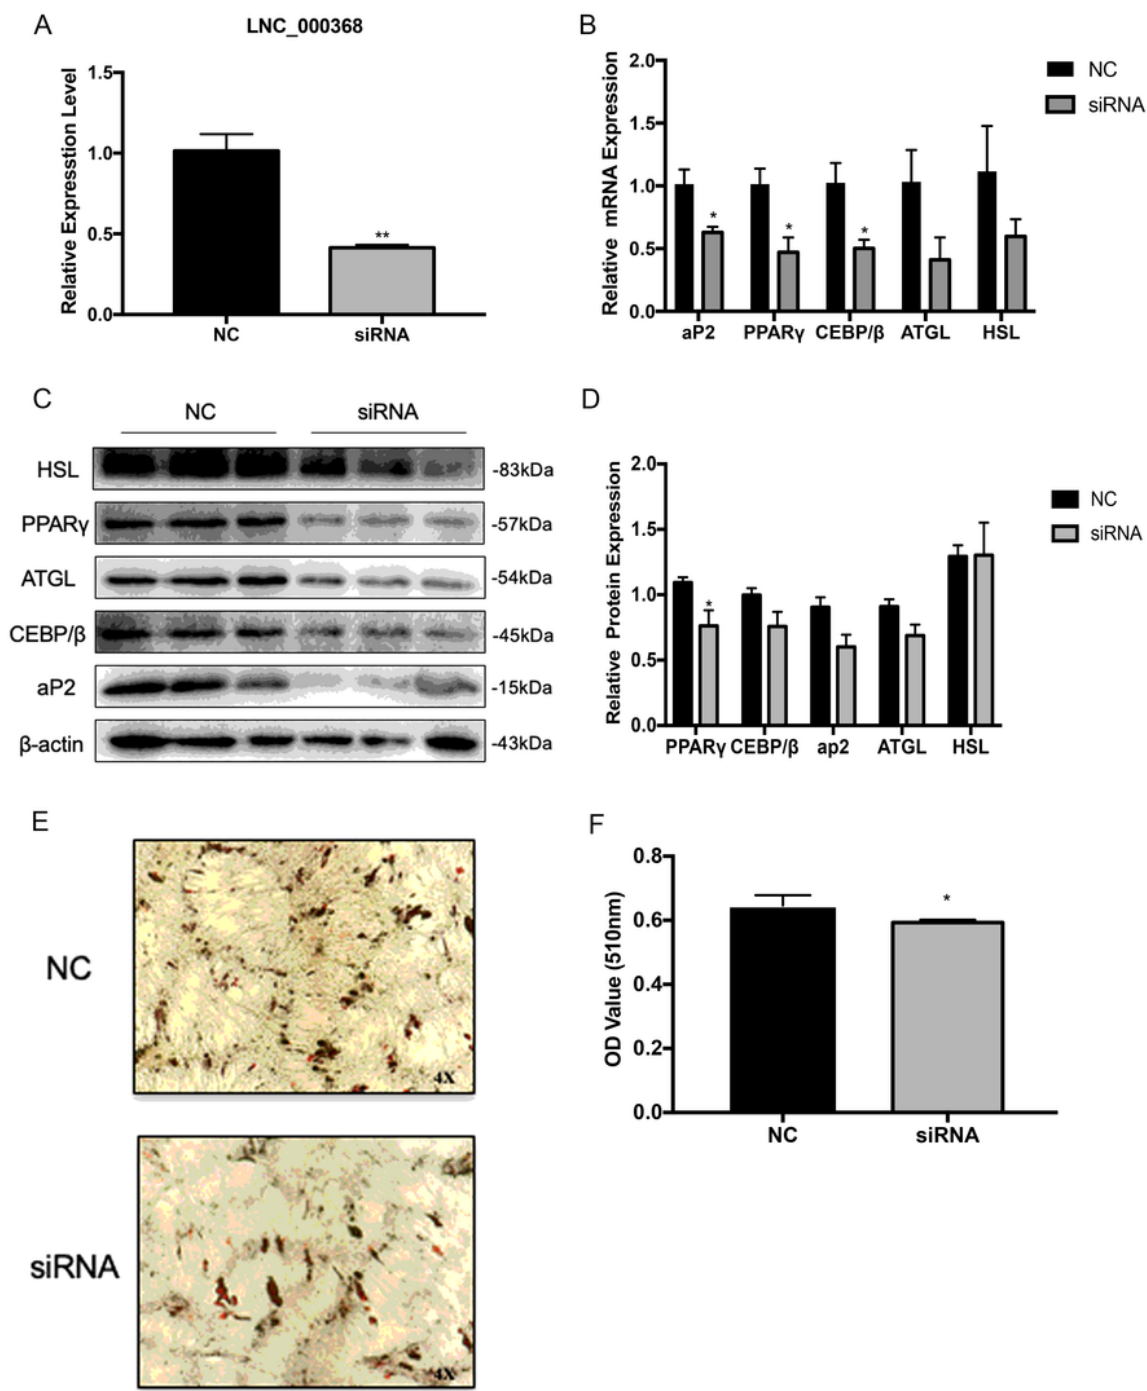 A
LNC_000368
Relative Expresstion Level
1.5
1.0
0.5
0.0
**
NC
siRNA
B
Relative mRNA Expression
2.0
1.5
1.0
0.5
0.0
*
*
*
aP2
PPARγ
CEBP/β
ATGL
HSL
NC
siRNA
C
NC
siRNA
HSL
-83kDa
PPARγ
-57kDa
ATGL
-54kDa
CEBP/β
-45kDa
aP2
-15kDa
β-actin
-43kDa
D
Relative Protein Expression
2.0
1.5
1.0
0.5
0.0
*
PPARγ
CEBP/β
ap2
ATGL
HSL
NC
siRNA
E
NC
4X
siRNA
4X
F
OD Value (510nm)
0.8
0.6
0.4
0.2
0.0
*
NC
siRNA